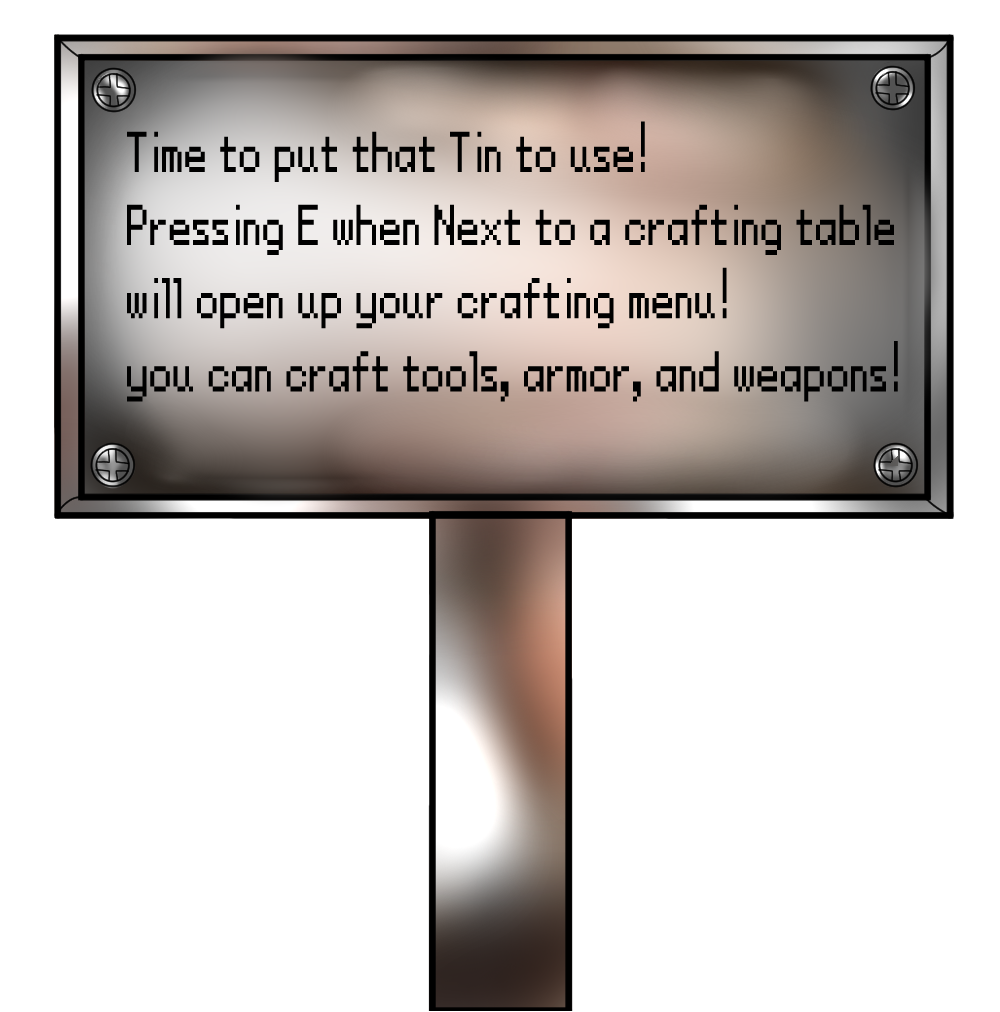 Time to put that Tin to use!
Pressing E when Next to a crafting table
will open up your crafting menu!
you can craft tools, armor, and weapons!